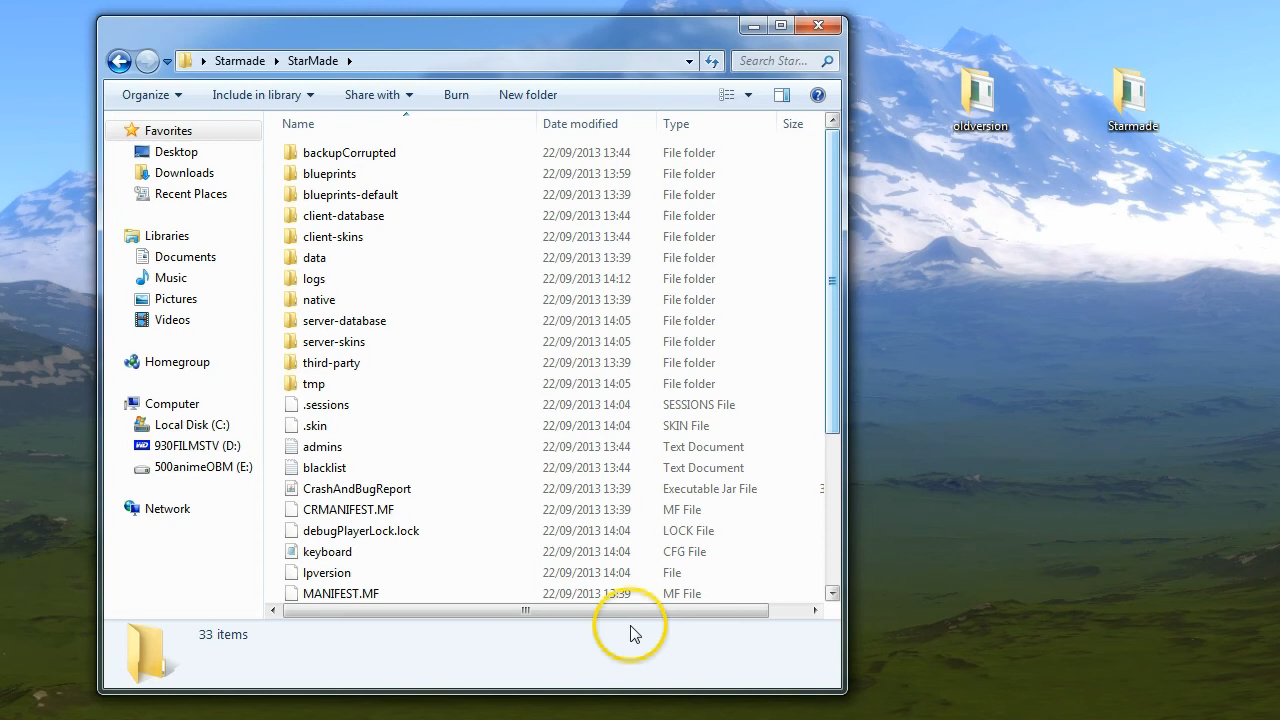 Starmade StarMade Search Star...
Organize Include in library Share with Burn New folder
Name Date modified Type Size
Favorites
Desktop
Downloads
Recent Places
Libraries
Documents
Music
Pictures
Videos
Homegroup
Computer
Local Disk (C:)
930FILMSTV (D:)
500animeOBM (E:)
Network
backupCorrupted 22/09/2013 13:44 File folder
blueprints 22/09/2013 13:59 File folder
blueprints-default 22/09/2013 13:39 File folder
client-database 22/09/2013 13:44 File folder
client-skins 22/09/2013 13:44 File folder
data 22/09/2013 13:39 File folder
logs 22/09/2013 14:12 File folder
native 22/09/2013 13:39 File folder
server-database 22/09/2013 14:05 File folder
server-skins 22/09/2013 14:05 File folder
third-party 22/09/2013 13:39 File folder
tmp 22/09/2013 14:05 File folder
.sessions 22/09/2013 14:04 SESSIONS File
.skin 22/09/2013 14:04 SKIN File
admins 22/09/2013 13:44 Text Document
blacklist 22/09/2013 13:44 Text Document
CrashAndBugReport 22/09/2013 13:39 Executable Jar File 3
CRMANIFEST.MF 22/09/2013 13:39 MF File
debugPlayerLock.lock 22/09/2013 14:04 LOCK File
keyboard 22/09/2013 14:04 CFG File
lpversion 22/09/2013 14:04 File
MANIFEST.MF 22/09/2013 13:39 MF File
33 items
oldversion
Starmade